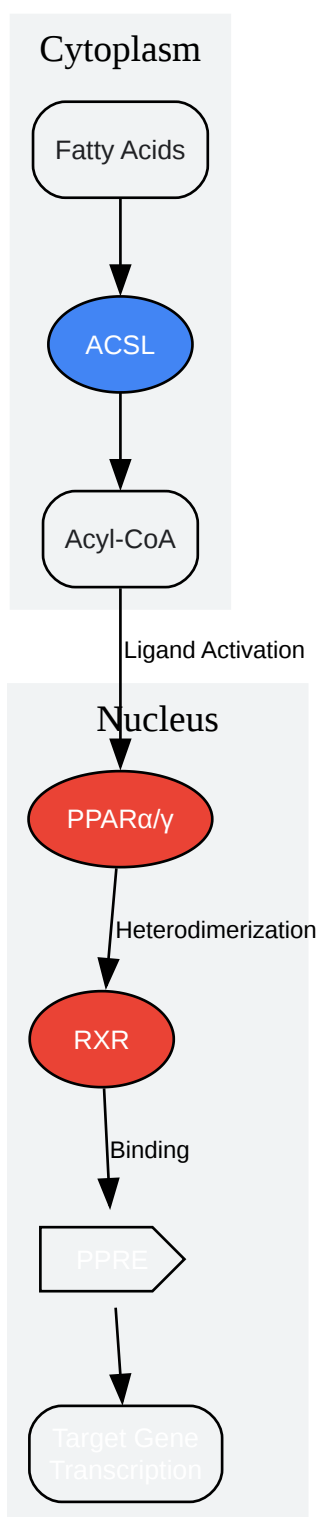 Cytoplasm
Fatty Acids
ACSL
Acyl-CoA
Ligand Activation
Nucleus
PPARα/γ
Heterodimerization
RXR
Binding
PPRE
Target Gene
Transcription